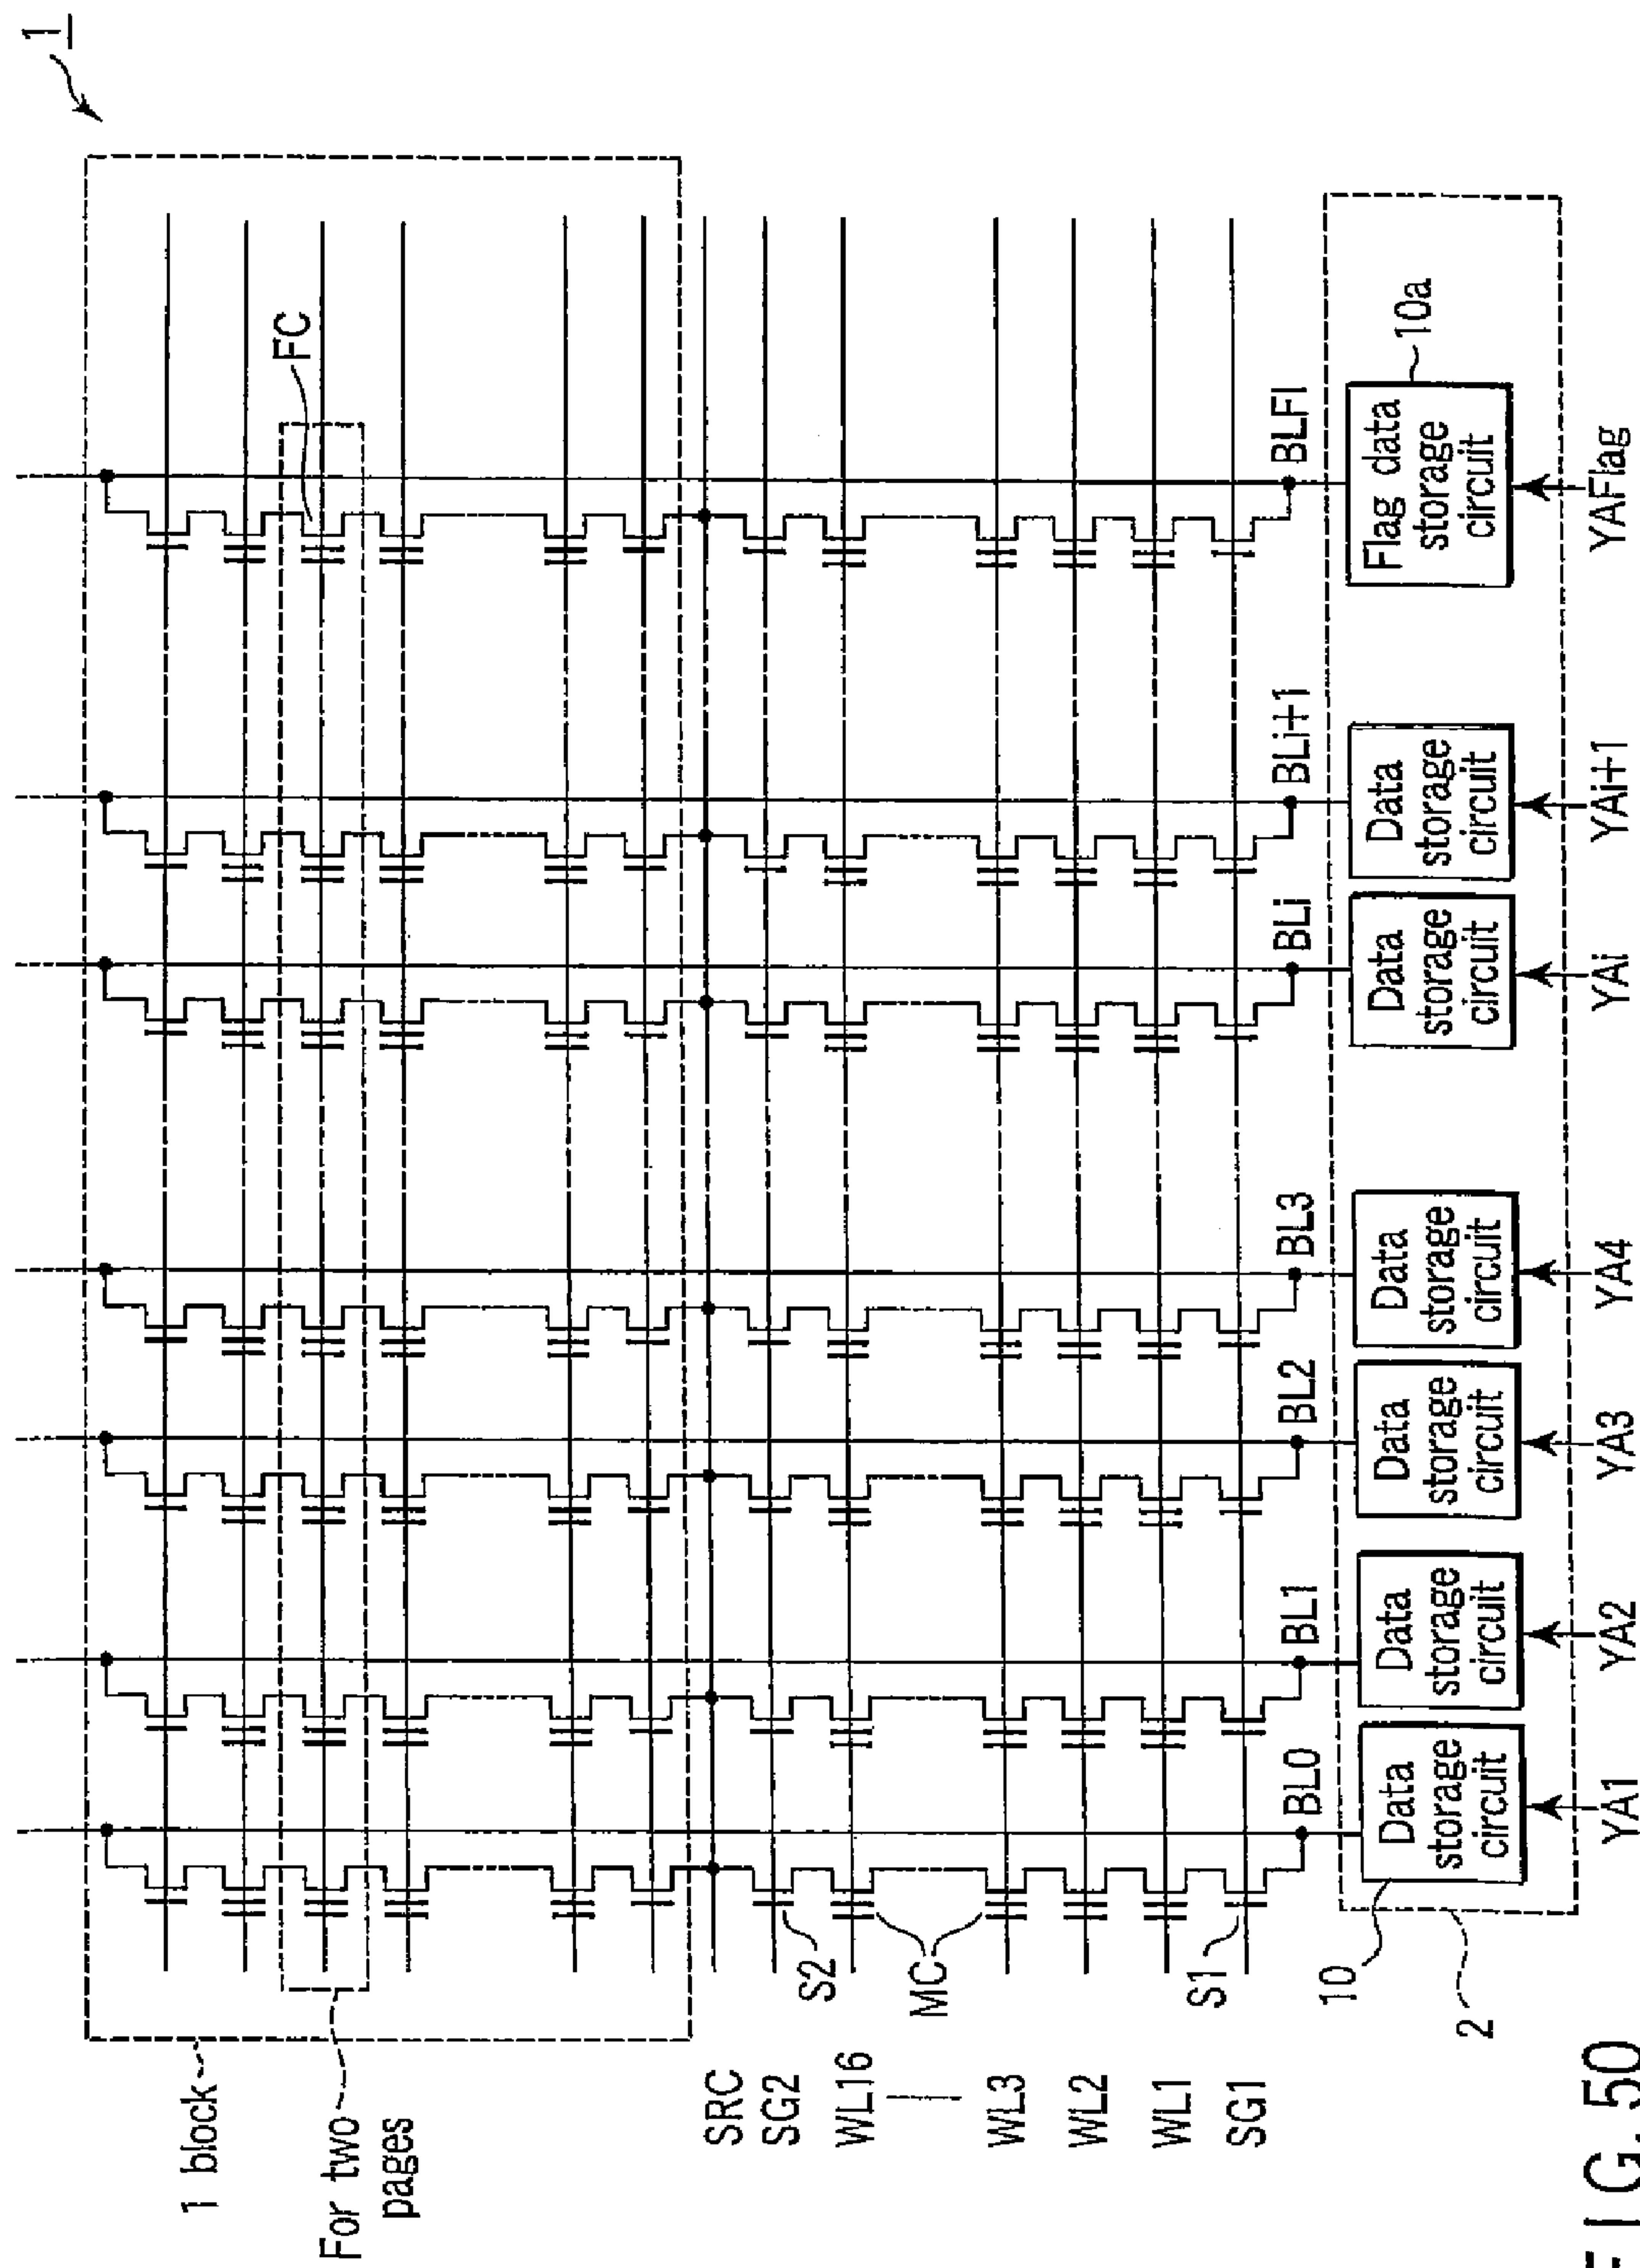 1
1 block
For two
pages
FC
SRC
SG2
WL16
WL3
WL2
WL1
SG1
S2
MC
S1
BL0
BL1
BL2
BL3
BLi
BLi+1
BLFl
10
Data
storage
circuit
Data
storage
circuit
Data
storage
circuit
Data
storage
circuit
Data
storage
circuit
Data
storage
circuit
Flag data
storage
circuit
10a
2
YA1
YA2
YA3
YA4
YAi
YAi+1
YAFlag
FIG. 50